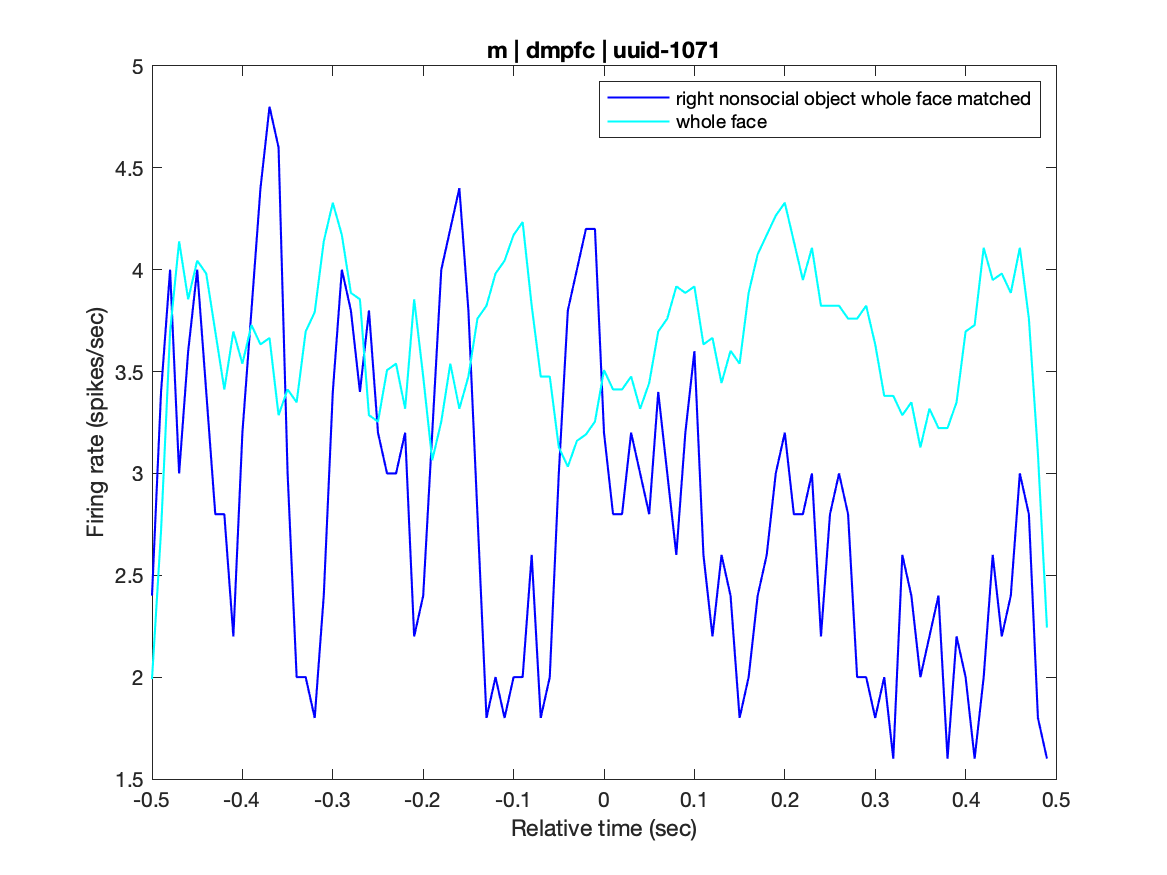 m | dmpfc | uuid-1071
right nonsocial object whole face matched
whole face
5
4.5
4
3.5
3
2.5
2
1.5
Firing rate (spikes/sec)
-0.5 -0.4 -0.3 -0.2 -0.1 0 0.1 0.2 0.3 0.4 0.5
Relative time (sec)